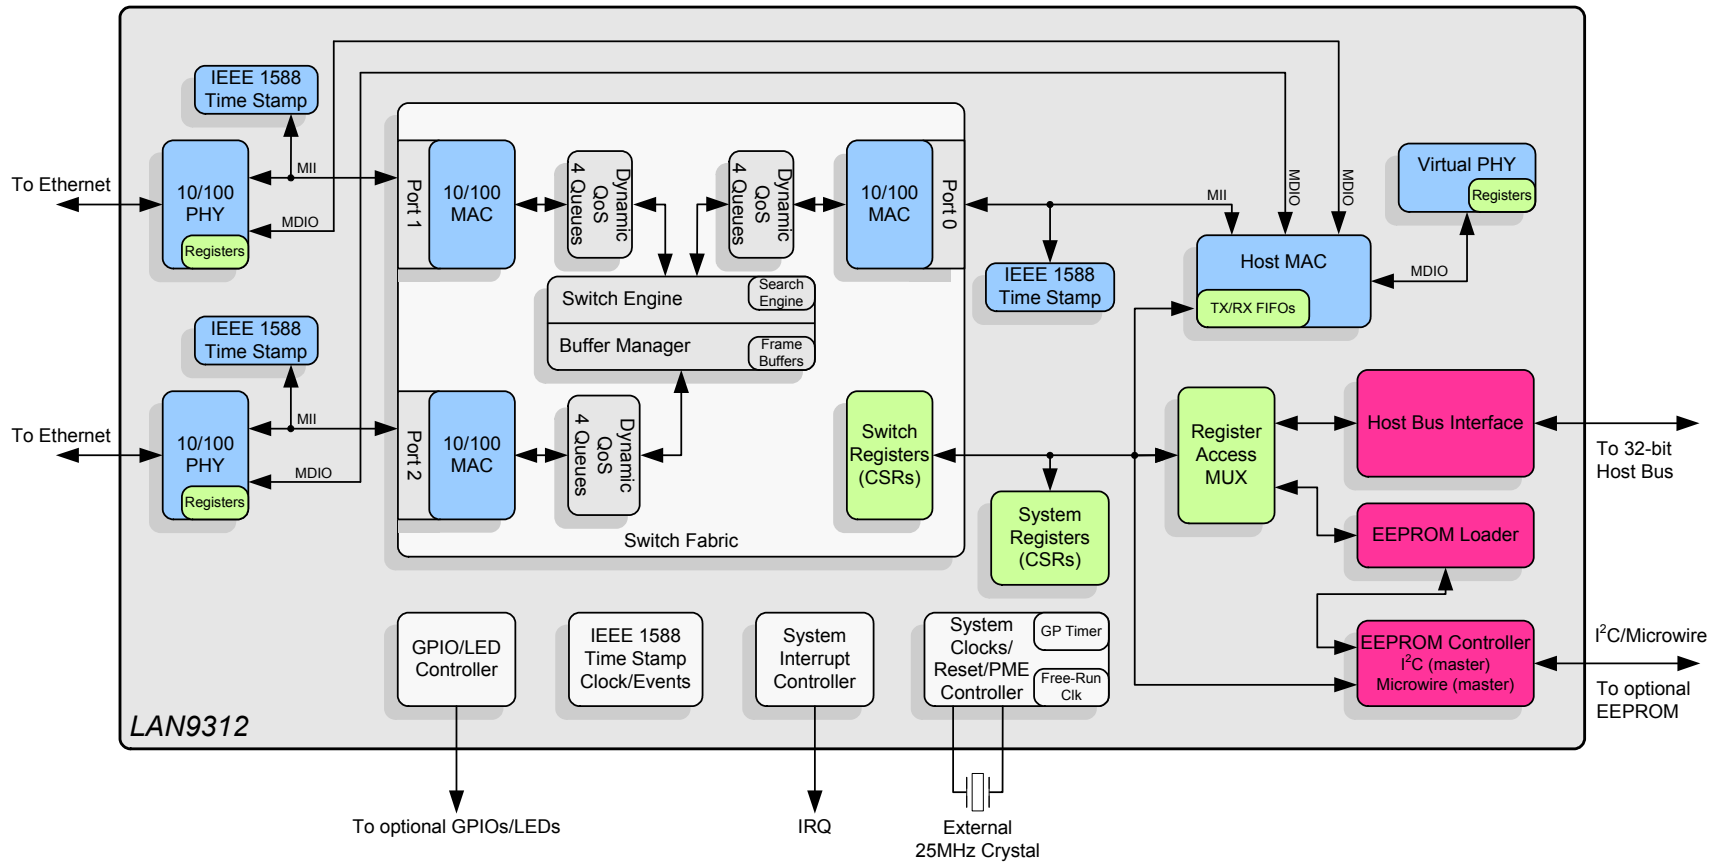 IEEE 1588
Time Stamp
To Ethernet
10/100
PHY
Registers
MII
MDIO
Port 1
10/100
MAC
Dynamic
QoS
4 Queues
Dynamic
QoS
4 Queues
10/100
MAC
Port 0
MII
MDIO
MDIO
Virtual PHY
Registers
MDIO
Host MAC
TX/RX FIFOs
IEEE 1588
Time Stamp
Switch Engine
Search
Engine
Buffer Manager
Frame
Buffers
IEEE 1588
Time Stamp
To Ethernet
10/100
PHY
Registers
MII
MDIO
Port 2
10/100
MAC
Dynamic
QoS
4 Queues
Switch
Registers
(CSRs)
Switch Fabric
System
Registers
(CSRs)
Register
Access
MUX
Host Bus Interface
To 32-bit
Host Bus
EEPROM Loader
EEPROM Controller
I²C (master)
Microwire (master)
I²C/Microwire
To optional
EEPROM
GPIO/LED
Controller
IEEE 1588
Time Stamp
Clock/Events
System
Interrupt
Controller
System
Clocks/
Reset/PME
Controller
GP Timer
Free-Run
Clk
LAN9312
To optional GPIOs/LEDs
IRQ
External
25MHz Crystal